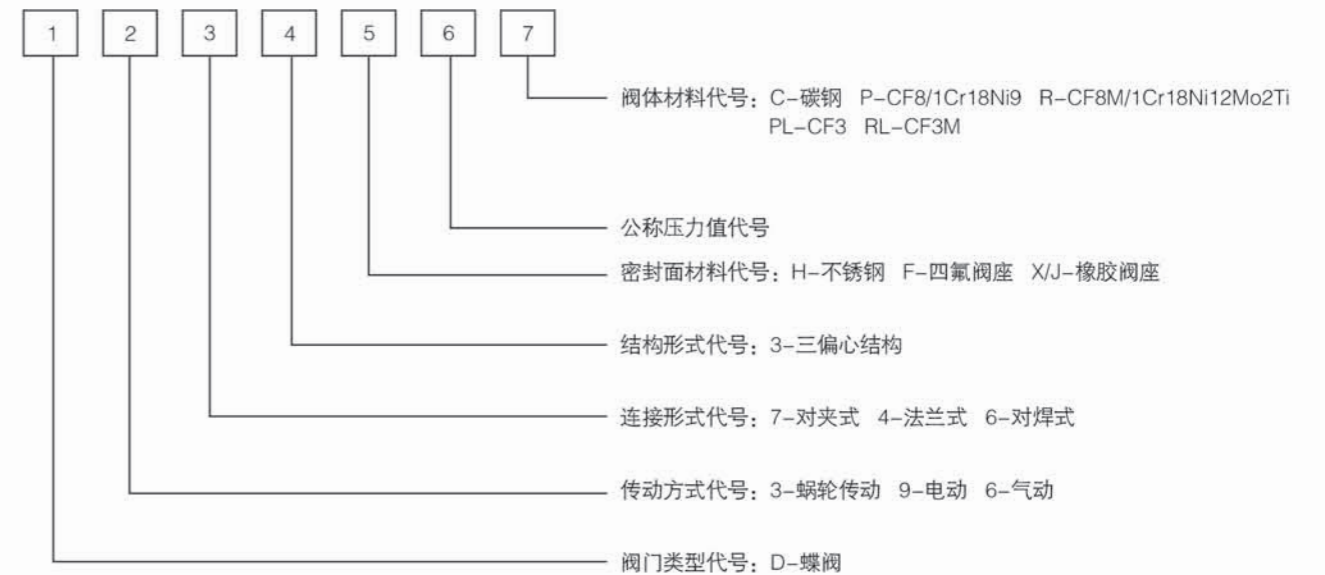 1 2 3 4 5 6 7
阀体材料代号：C-碳钢 P-CF8/1Cr18Ni9 R-CF8M/1Cr18Ni12Mo2Ti
PL-CF3 RL-CF3M
公称压力值代号
密封面材料代号：H-不锈钢 F-四氟阀座 X/J-橡胶阀座
结构形式代号：3-三偏心结构
连接形式代号：7-对夹式 4-法兰式 6-对焊式
传动方式代号：3-蜗轮传动 9-电动 6-气动
阀门类型代号：D-蝶阀